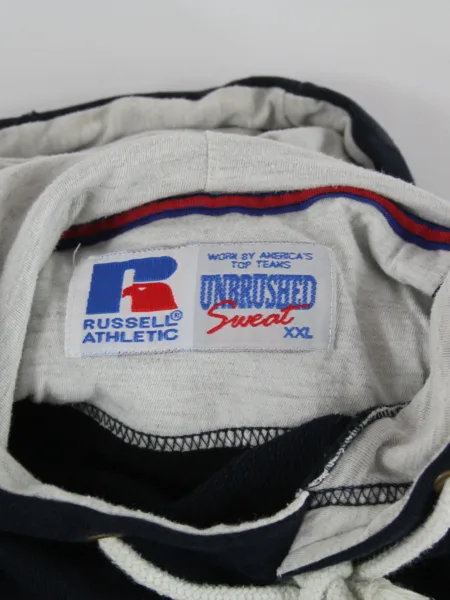 RUSSELL®
ATHLETIC
WORN BY AMERICA'S
TOP TEAMS
UNBRUSHED
Sweat
XXL